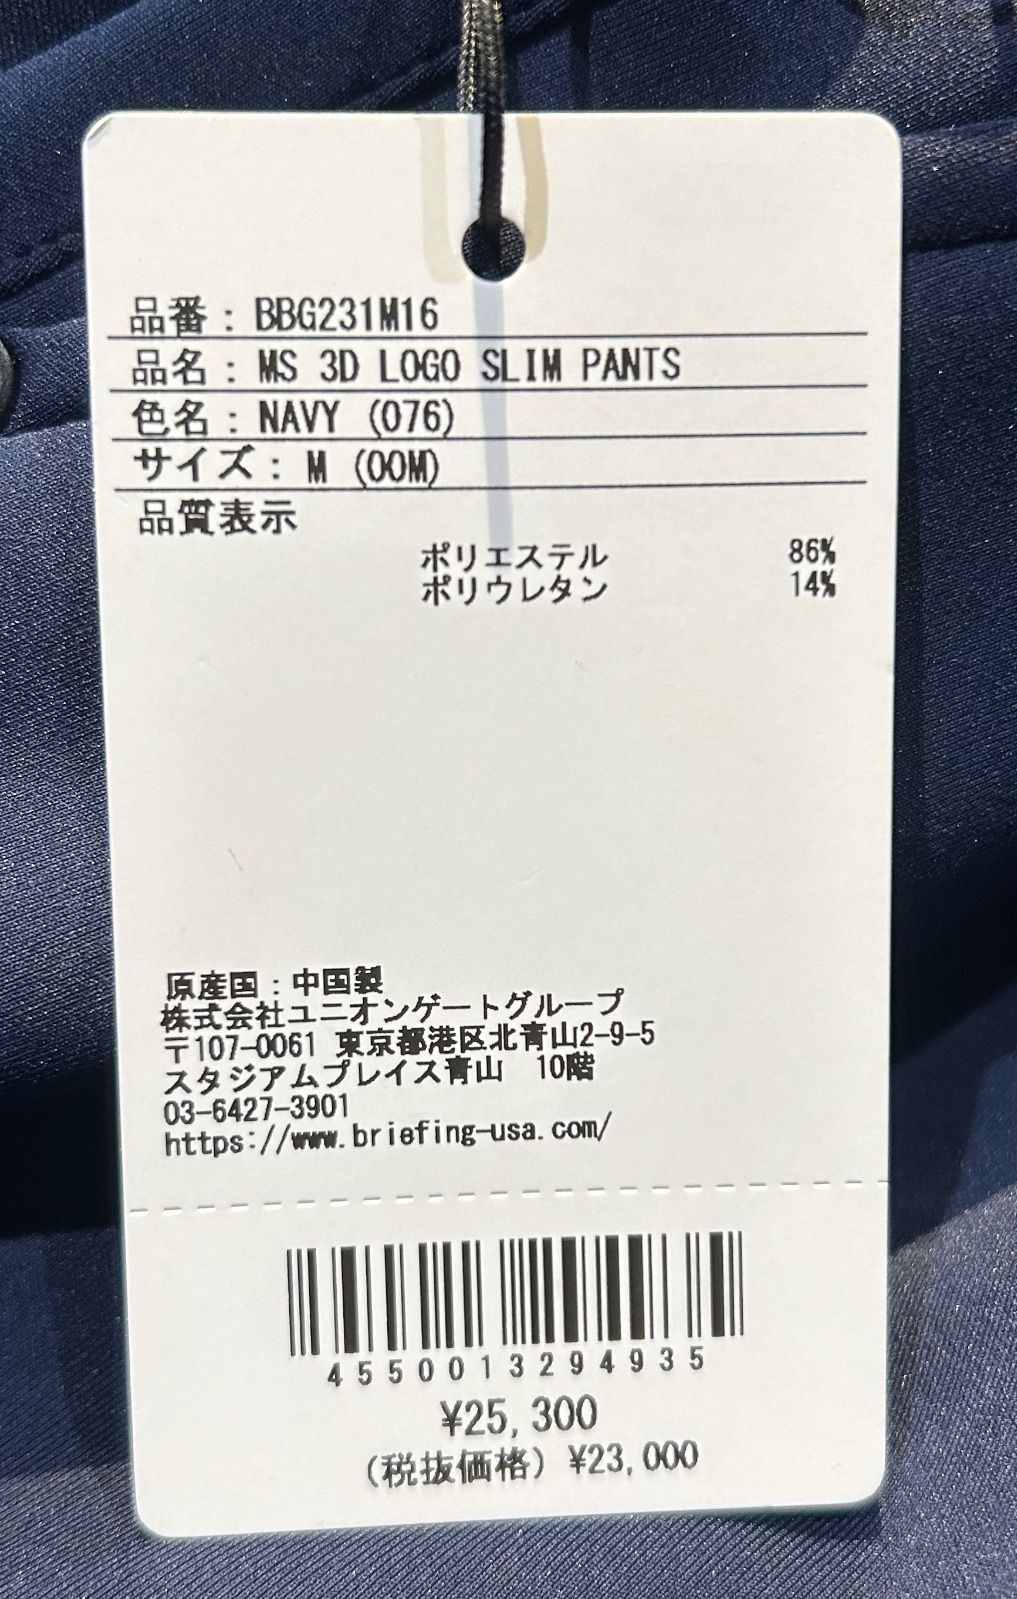 品番：BBG231M16
品名：MS 3D LOGO SLIM PANTS
色名：NAVY (076)
サイズ：M (00M)
品質表示
ポリエステル 86%
ポリウレタン 14%
原産国：中国製
株式会社ユニオンゲートグループ
〒107-0061 東京都港区北青山2-9-5
スタジアムプレイス青山 10階
03-6427-3901
https://www.briefing-usa.com/
4550013294935
¥25,300
(税抜価格) ¥23,000